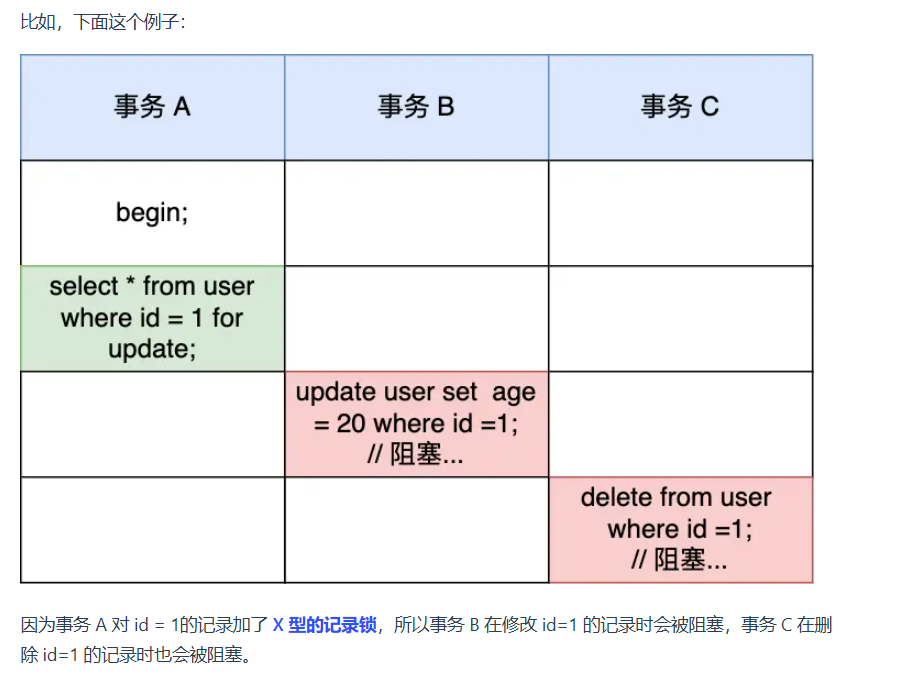 比如，下面这个例子：
事务 A
事务 B
事务 C
begin;
select * from user
where id = 1 for
update;
update user set  age
= 20 where id =1;
// 阻塞...
delete from user
where id =1;
// 阻塞...
因为事务 A 对 id = 1的记录加了 X 型的记录锁，所以事务 B 在修改 id=1 的记录时会被阻塞，事务 C 在删
除 id=1 的记录时也会被阻塞。